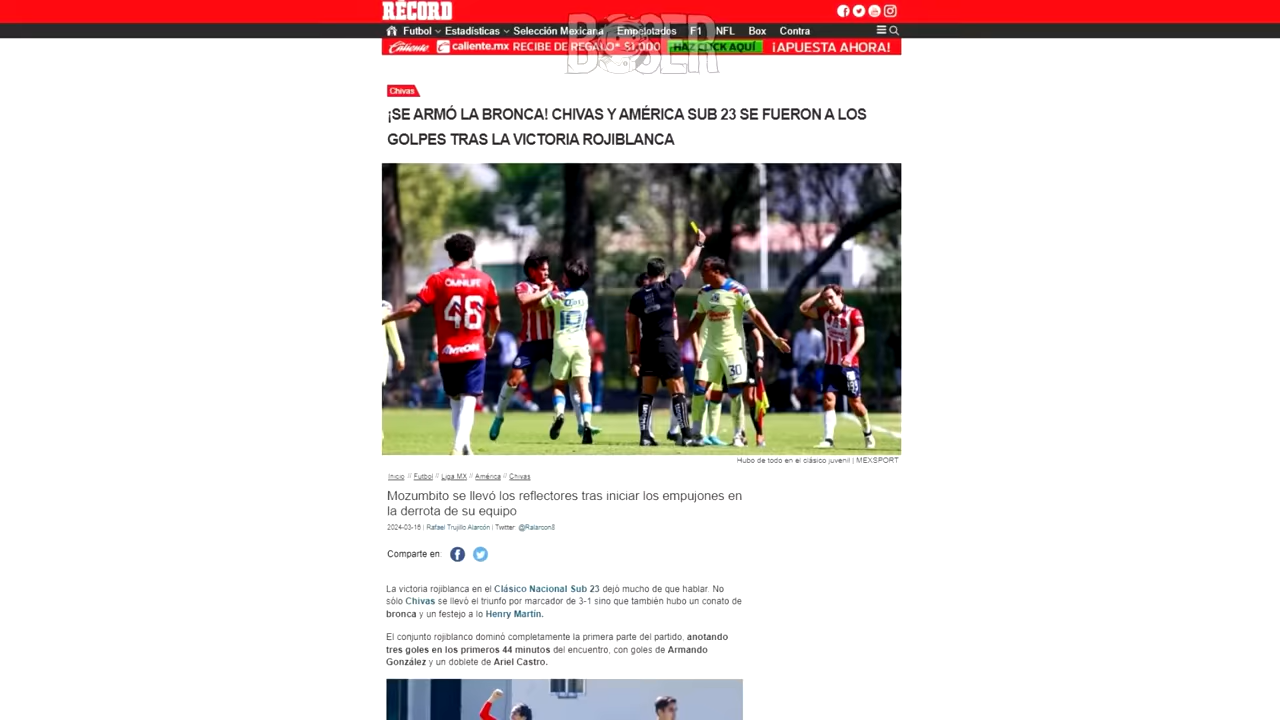 RÉCORD
Futbol Estadísticas Selección Mexicana Empelotados F1 NFL Box Contra
Caliente caliente.mx RECIBE DE REGALO* $1,000 HAZ CLICK AQUÍ ¡APUESTA AHORA!
Chivas
¡SE ARMÓ LA BRONCA! CHIVAS Y AMÉRICA SUB 23 SE FUERON A LOS
GOLPES TRAS LA VICTORIA ROJIBLANCA
OMNILIFE
48
30
Hubo de todo en el clásico juvenil | MEXSPORT
Inicio // Futbol // Liga MX // América // Chivas
Mozumbito se llevó los reflectores tras iniciar los empujones en
la derrota de su equipo
2024-03-16 | Rafael Trujillo Alarcón | Twitter: @Ralarcon8
Comparte en:
La victoria rojiblanca en el Clásico Nacional Sub 23 dejó mucho de que hablar. No
sólo Chivas se llevó el triunfo por marcador de 3-1 sino que también hubo un conato de
bronca y un festejo a lo Henry Martín.
El conjunto rojiblanco dominó completamente la primera parte del partido, anotando
tres goles en los primeros 44 minutos del encuentro, con goles de Armando
González y un doblete de Ariel Castro.